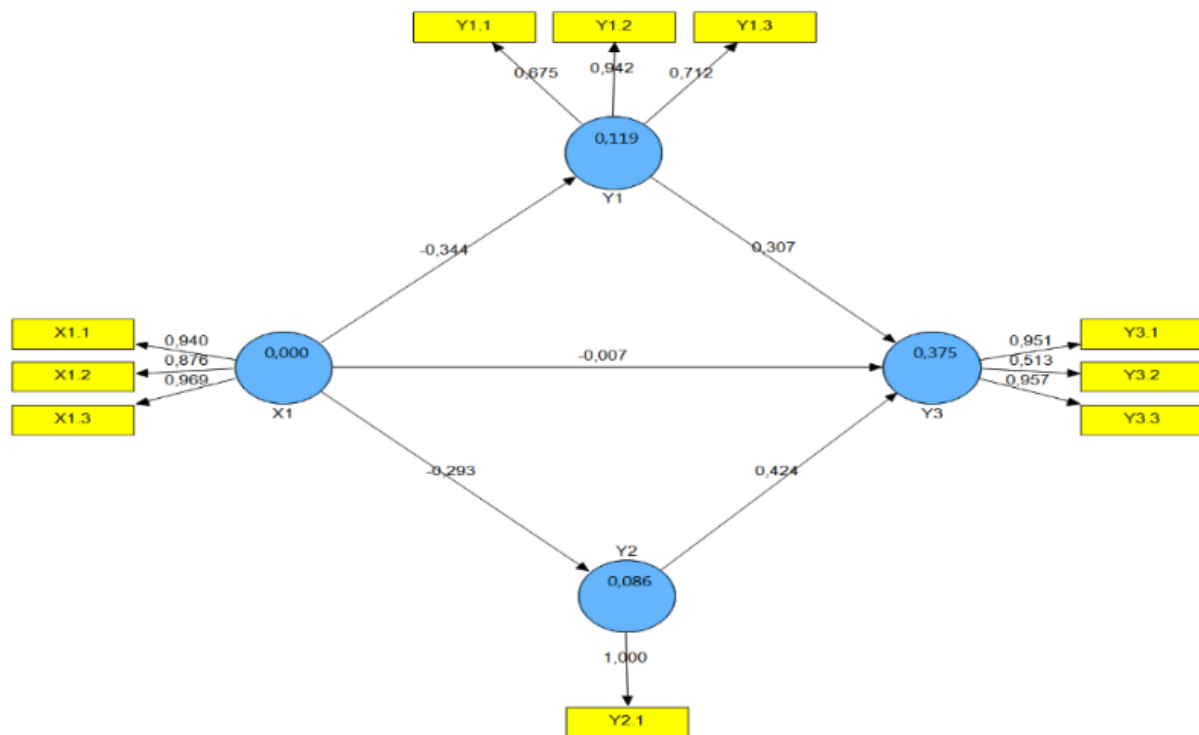 Y1.1
Y1.2
Y1.3
0,675
0,942
0,712
0,119
Y1
-0,344
0,307
X1.1
X1.2
X1.3
0,940
0,876
0,969
0,000
X1
-0,007
0,375
Y3
0,951
0,513
0,957
Y3.1
Y3.2
Y3.3
-0,293
0,424
Y2
0,086
1,000
Y2.1